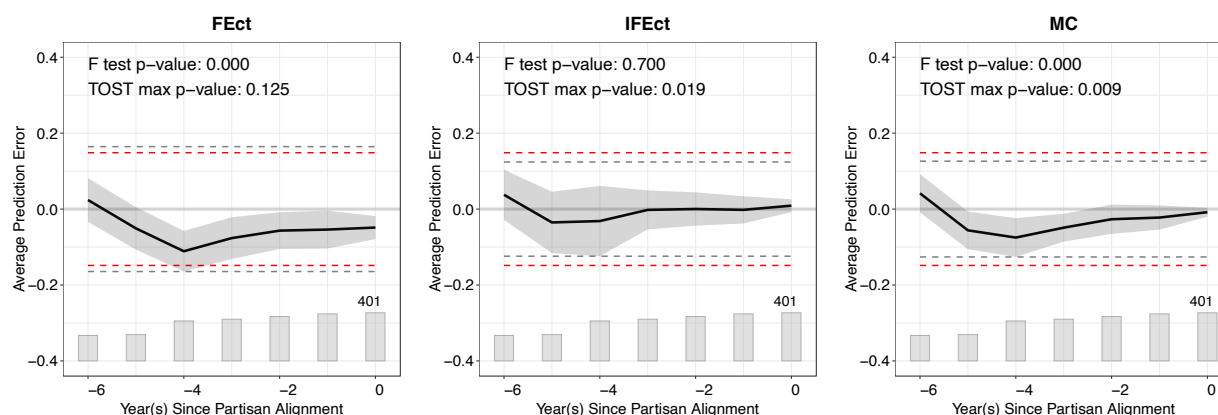 FEct
F test p-value: 0.000
TOST max p-value: 0.125
Average Prediction Error
0.4
0.2
0.0
−0.2
−0.4
401
−6 −4 −2 0
Year(s) Since Partisan Alignment
IFEct
F test p-value: 0.700
TOST max p-value: 0.019
Average Prediction Error
0.4
0.2
0.0
−0.2
−0.4
401
−6 −4 −2 0
Year(s) Since Partisan Alignment
MC
F test p-value: 0.000
TOST max p-value: 0.009
Average Prediction Error
0.4
0.2
0.0
−0.2
−0.4
401
−6 −4 −2 0
Year(s) Since Partisan Alignment